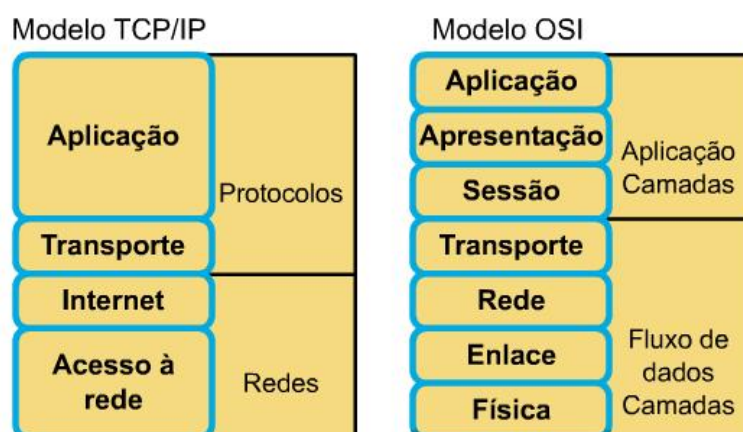 Modelo TCP/IP
Aplicação
Transporte
Internet
Acesso à
rede
Protocolos
Redes
Modelo OSI
Aplicação
Apresentação
Sessão
Transporte
Rede
Enlace
Física
Aplicação
Camadas
Fluxo de
dados
Camadas